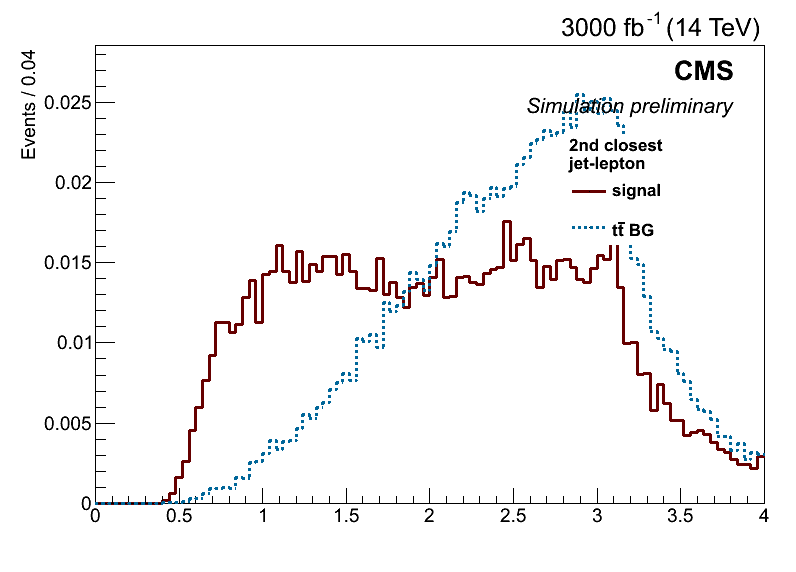 3000 fb⁻¹ (14 TeV)
CMS
Simulation preliminary
Events / 0.04
2nd closest
jet-lepton
signal
tt̄ BG
0.025
0.02
0.015
0.01
0.005
0
0 0.5 1 1.5 2 2.5 3 3.5 4